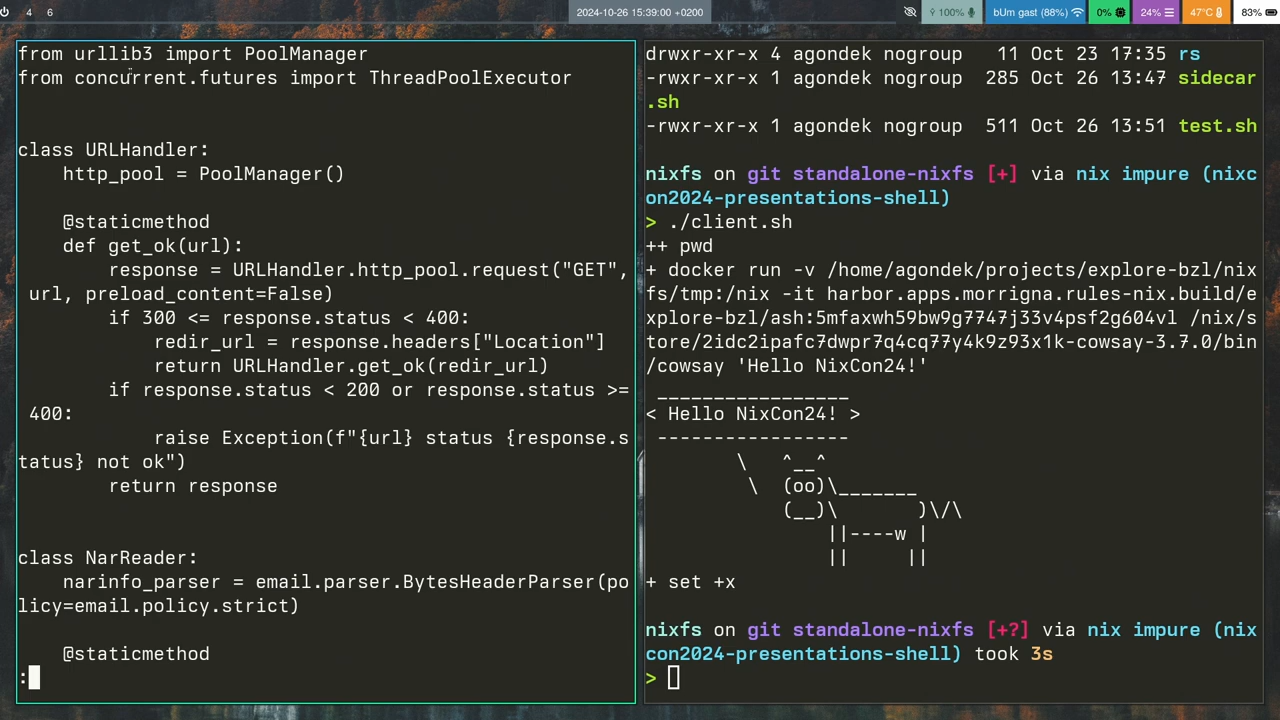 4 6
2024-10-26 15:39:00 +0200
100%
bUm gast (88%)
0%
24%
47°C
83%
from urllib3 import PoolManager
from concurrent.futures import ThreadPoolExecutor
class URLHandler:
    http_pool = PoolManager()
    @staticmethod
    def get_ok(url):
        response = URLHandler.http_pool.request("GET",
 url, preload_content=False)
        if 300 <= response.status < 400:
            redir_url = response.headers["Location"]
            return URLHandler.get_ok(redir_url)
        if response.status < 200 or response.status >=
 400:
            raise Exception(f"{url} status {response.s
tatus} not ok")
        return response
class NarReader:
    narinfo_parser = email.parser.BytesHeaderParser(po
licy=email.policy.strict)
    @staticmethod
:
drwxr-xr-x 4 agondek nogroup  11 Oct 23 17:35 rs
-rwxr-xr-x 1 agondek nogroup 285 Oct 26 13:47 sidecar
.sh
-rwxr-xr-x 1 agondek nogroup 511 Oct 26 13:51 test.sh
nixfs on git standalone-nixfs [+] via nix impure (nixc
on2024-presentations-shell)
> ./client.sh
++ pwd
+ docker run -v /home/agondek/projects/explore-bzl/nix
fs/tmp:/nix -it harbor.apps.morrigna.rules-nix.build/e
xplore-bzl/ash:5mfaxwh59bw9g7747j33v4psf2g604vl /nix/s
tore/2idc2ipafc7dwpr7q4cq77y4k9z93x1k-cowsay-3.7.0/bin
/cowsay 'Hello NixCon24!'
 _________________
< Hello NixCon24! >
 -----------------
        \   ^__^
         \  (oo)\_______
            (__)\       )\/\
                ||----w |
                ||     ||
+ set +x
nixfs on git standalone-nixfs [+?] via nix impure (nix
con2024-presentations-shell) took 3s
>